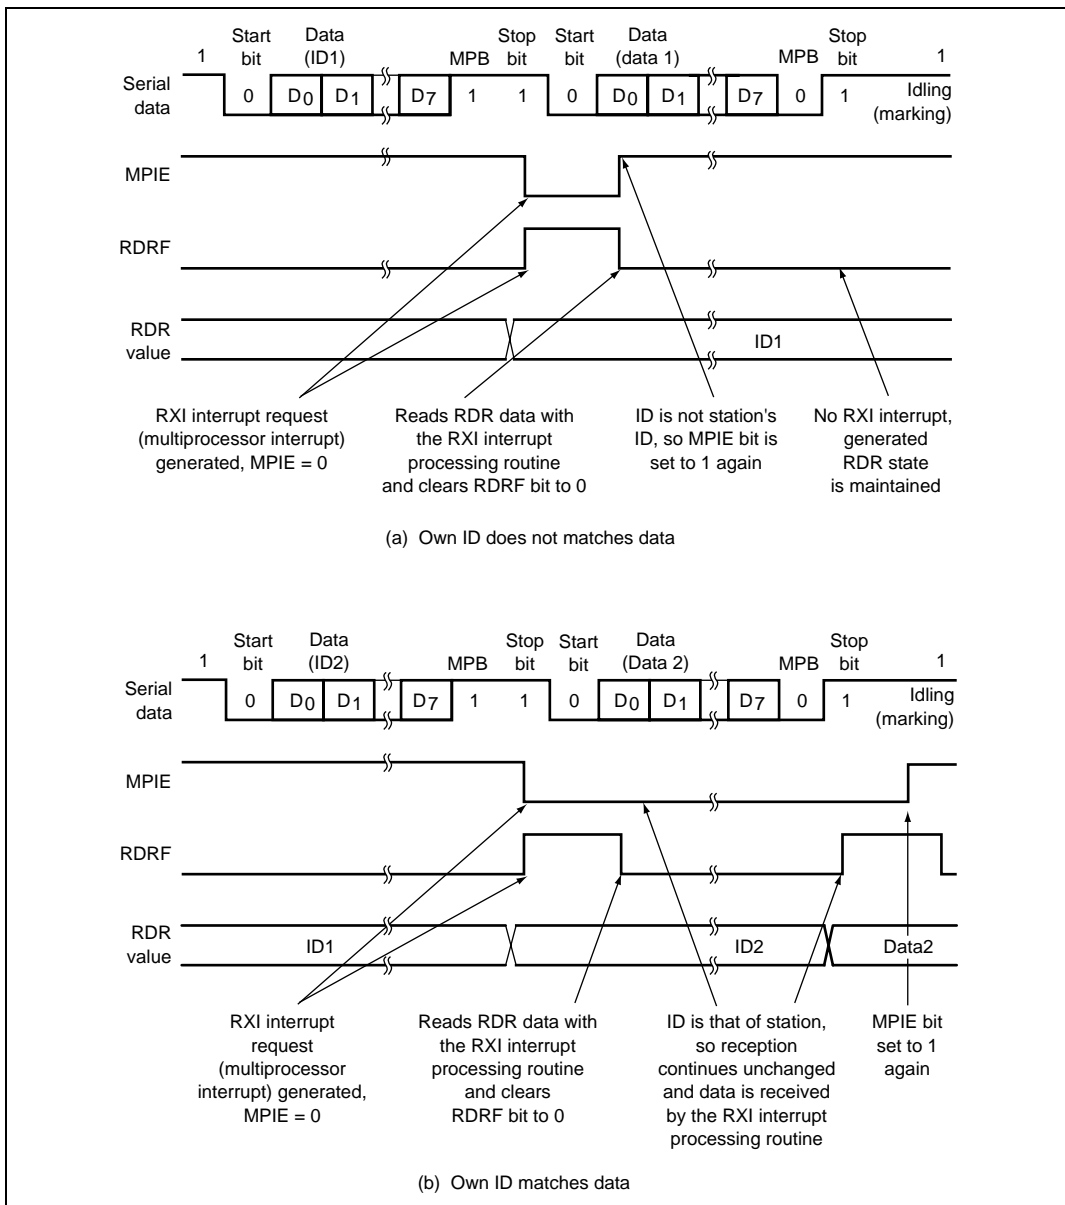 Start Data Stop Start Data Stop
1 bit (ID1) MPB bit bit (data 1) MPB bit 1
Serial data 0 D0 D1 D7 1 1 0 D0 D1 D7 0 1 Idling (marking)
MPIE
RDRF
RDR value ID1
RXI interrupt request
(multiprocessor interrupt)
generated, MPIE = 0
Reads RDR data with
the RXI interrupt
processing routine
and clears RDRF bit to 0
ID is not station's
ID, so MPIE bit is
set to 1 again
No RXI interrupt,
generated
RDR state
is maintained
(a) Own ID does not matches data
Start Data Stop Start Data Stop
1 bit (ID2) MPB bit bit (Data 2) MPB bit 1
Serial data 0 D0 D1 D7 1 1 0 D0 D1 D7 0 1 Idling (marking)
MPIE
RDRF
RDR value ID1 ID2 Data2
RXI interrupt
request
(multiprocessor
interrupt) generated,
MPIE = 0
Reads RDR data with
the RXI interrupt
processing routine
and clears
RDRF bit to 0
ID is that of station,
so reception
continues unchanged
and data is received
by the RXI interrupt
processing routine
MPIE bit
set to 1
again
(b) Own ID matches data